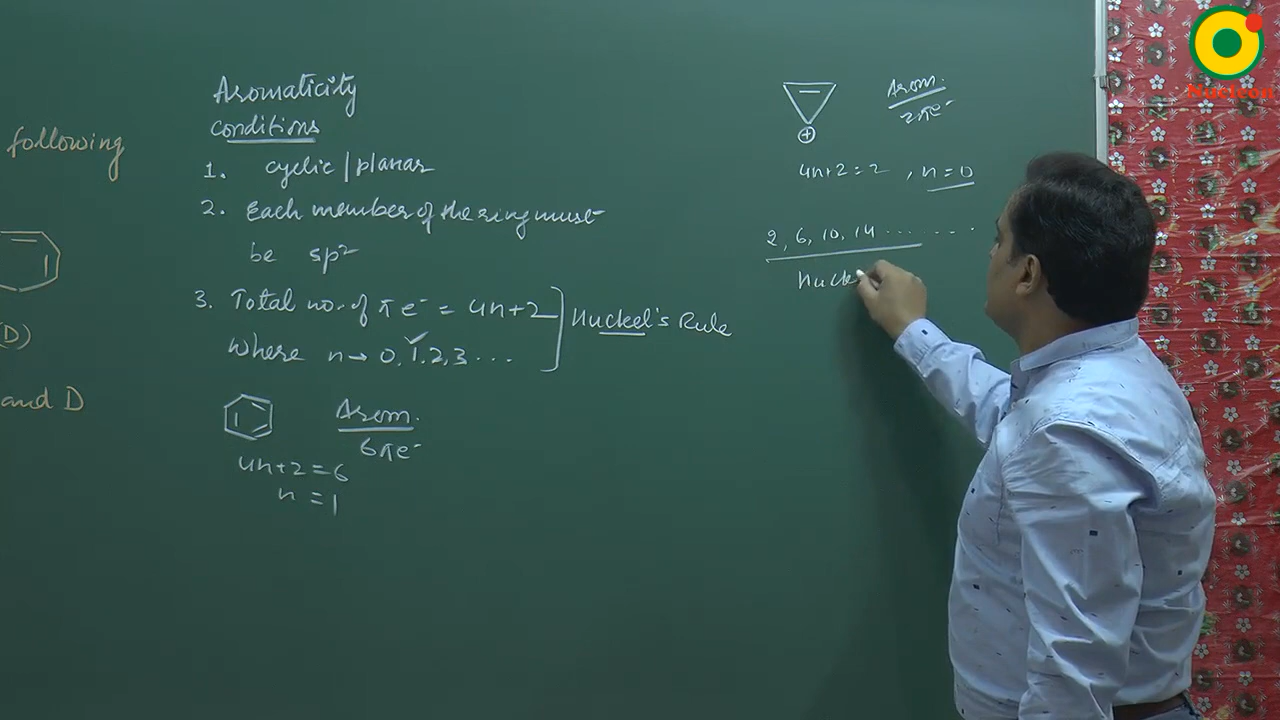 following
(D)
and D
Aromaticity
conditions
1. cyclic/planar
2. Each member of the ring must
be sp²
3. Total no. of πe⁻ = 4n+2
where n→0,1,2,3...
Huckel's Rule
Arom.
6πe⁻
4n+2=6
n=1
⊕
Arom.
2πe⁻
4n+2=2, n=0
2, 6, 10, 14.......
Hucke
Nucleon